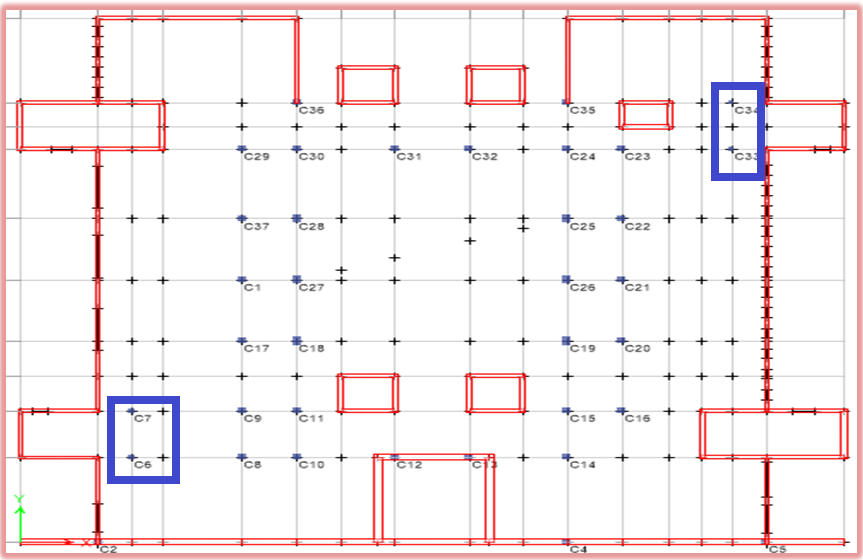 C36
C35
C34
C29 C30 C31 C32 C24 C23 C33
C37 C28 C25 C22
C1 C27 C26 C21
C17 C18 C19 C20
C7 C9 C11 C15 C16
C6 C8 C10 C12 C13 C14
Y
X
C2 C4 C5